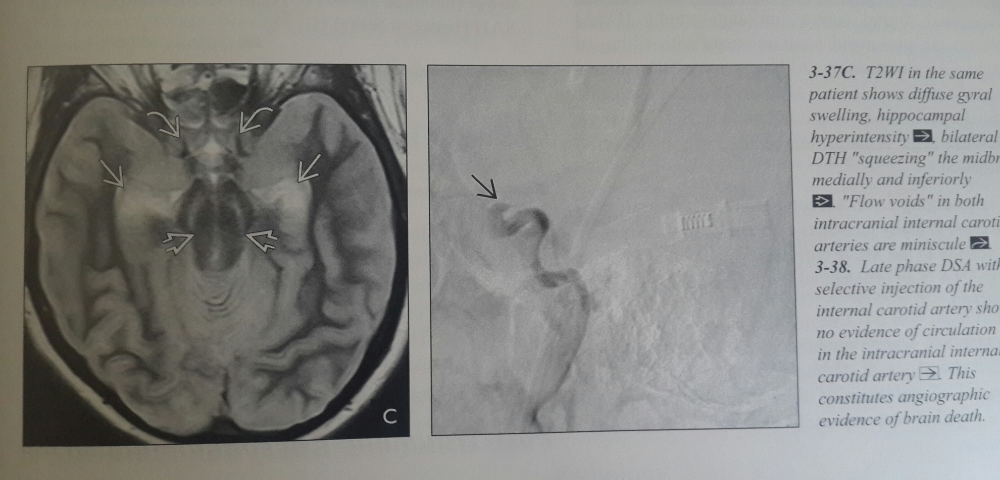 C
3-37C. T2WI in the same
patient shows diffuse gyral
swelling, hippocampal
hyperintensity , bilateral
DTH "squeezing" the
medially and inferiorly
. "Flow voids" in both
intracranial internal
arteries are miniscule .
3-38. Late phase DSA
selective injection of the
internal carotid artery
no evidence of circulation
in the intracranial
carotid artery . This
constitutes angiographic
evidence of brain death.